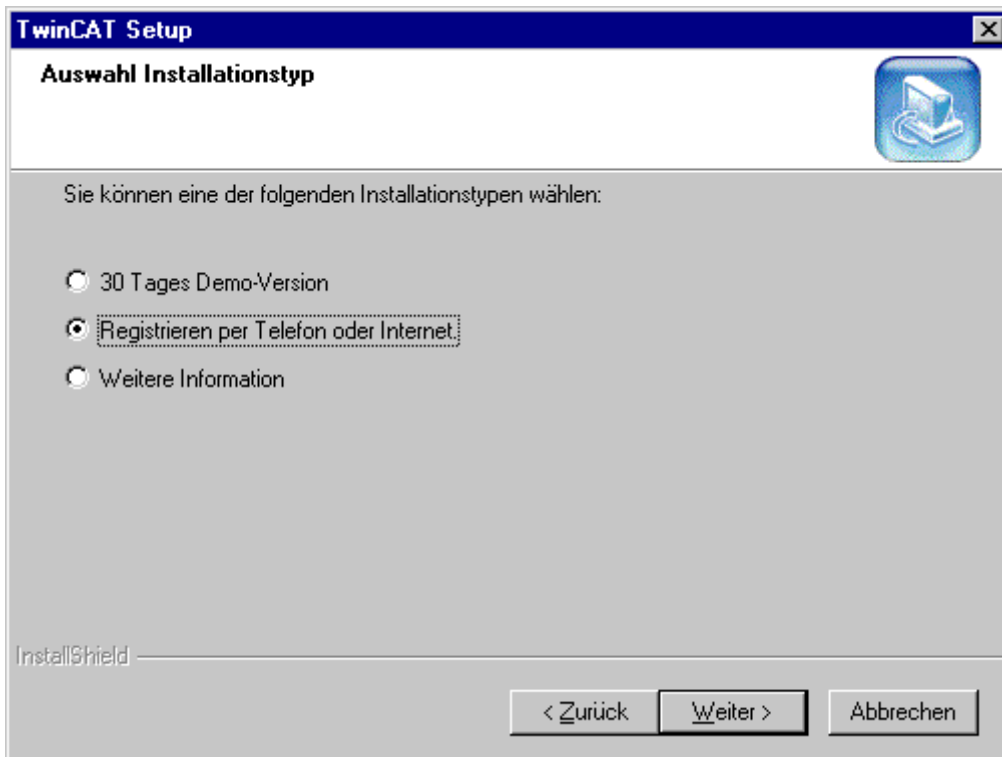 TwinCAT Setup
Auswahl Installationstyp
Sie können eine der folgenden Installationstypen wählen:
30 Tages Demo-Version
Registrieren per Telefon oder Internet.
Weitere Information
InstallShield
< Zurück Weiter > Abbrechen